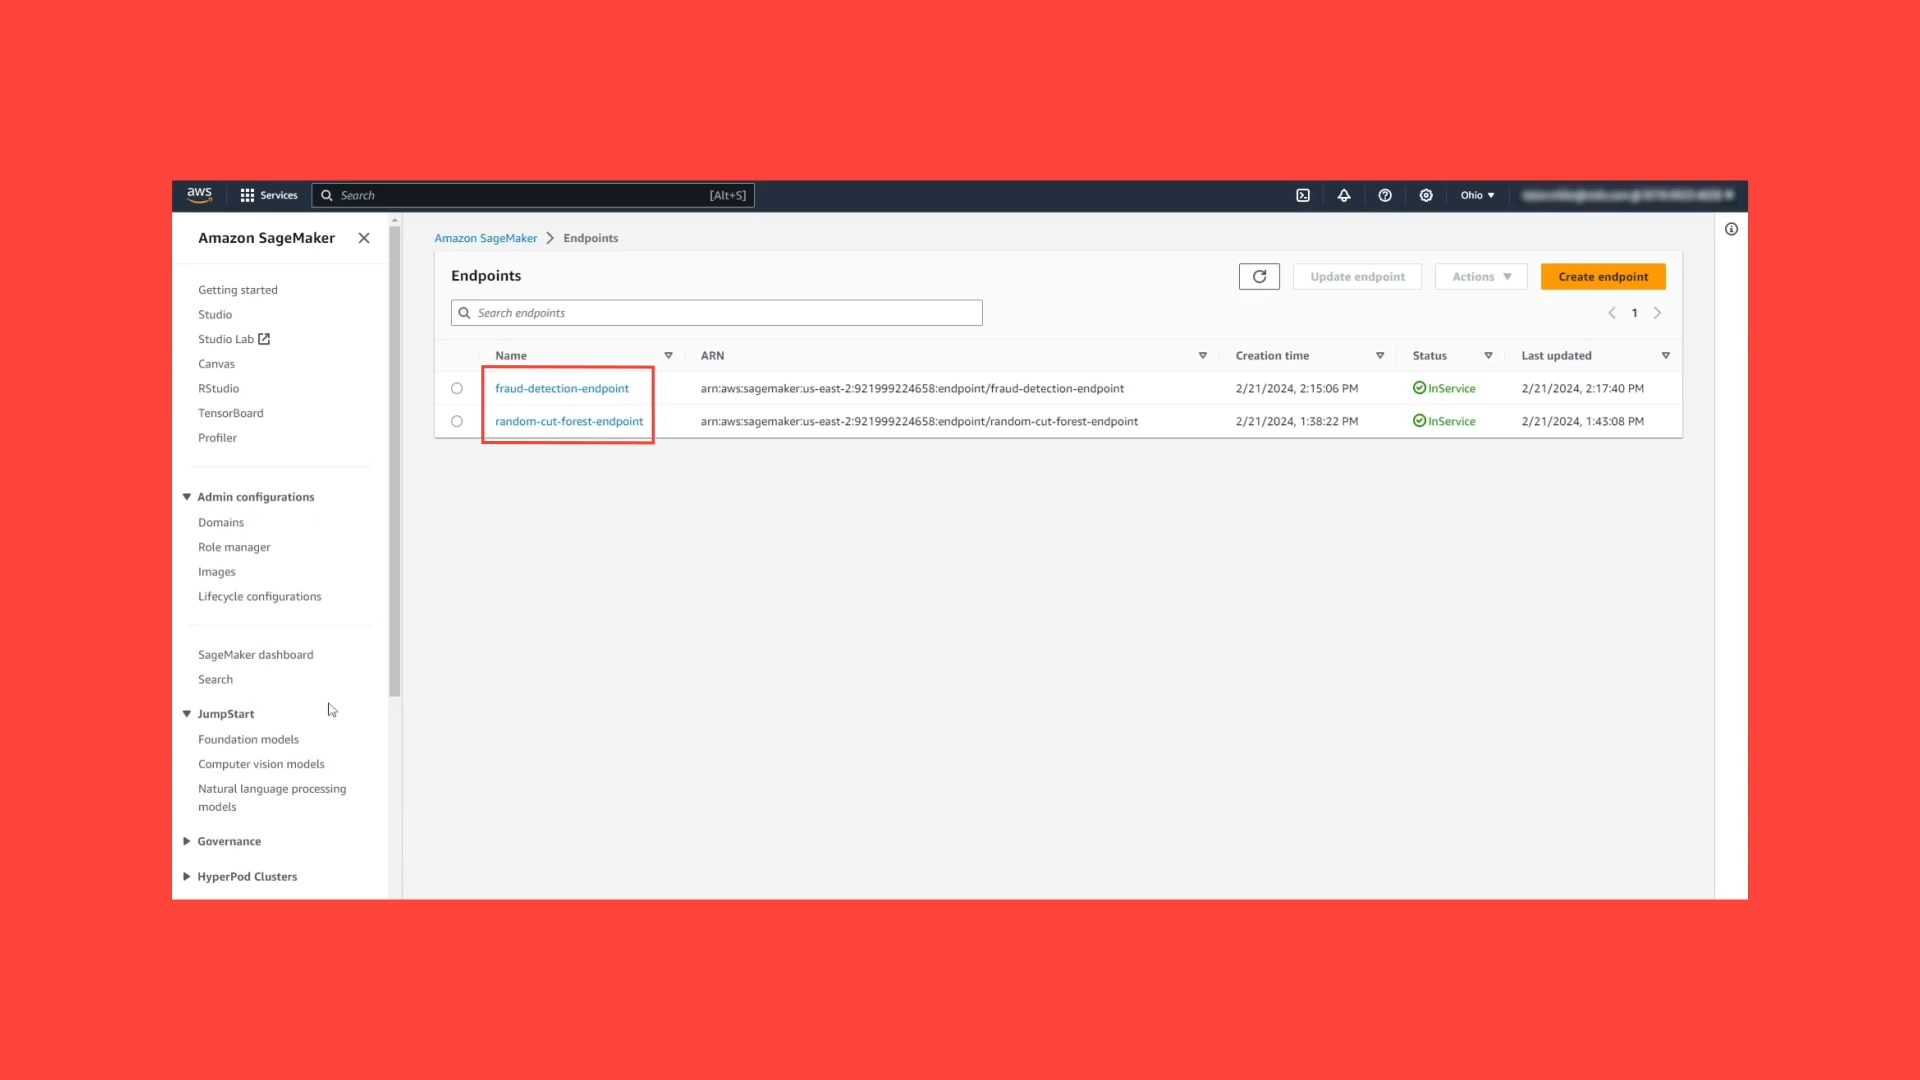 aws
Services
Search
[Alt+S]
Ohio
Amazon SageMaker
Getting started
Studio
Studio Lab
Canvas
RStudio
TensorBoard
Profiler
Admin configurations
Domains
Role manager
Images
Lifecycle configurations
SageMaker dashboard
Search
JumpStart
Foundation models
Computer vision models
Natural language processing
models
Governance
HyperPod Clusters
Amazon SageMaker > Endpoints
Endpoints
Update endpoint
Actions
Create endpoint
Search endpoints
1
Name ARN Creation time Status Last updated
fraud-detection-endpoint arn:aws:sagemaker:us-east-2:921999224658:endpoint/fraud-detection-endpoint 2/21/2024, 2:15:06 PM InService 2/21/2024, 2:17:40 PM
random-cut-forest-endpoint arn:aws:sagemaker:us-east-2:921999224658:endpoint/random-cut-forest-endpoint 2/21/2024, 1:38:22 PM InService 2/21/2024, 1:43:08 PM